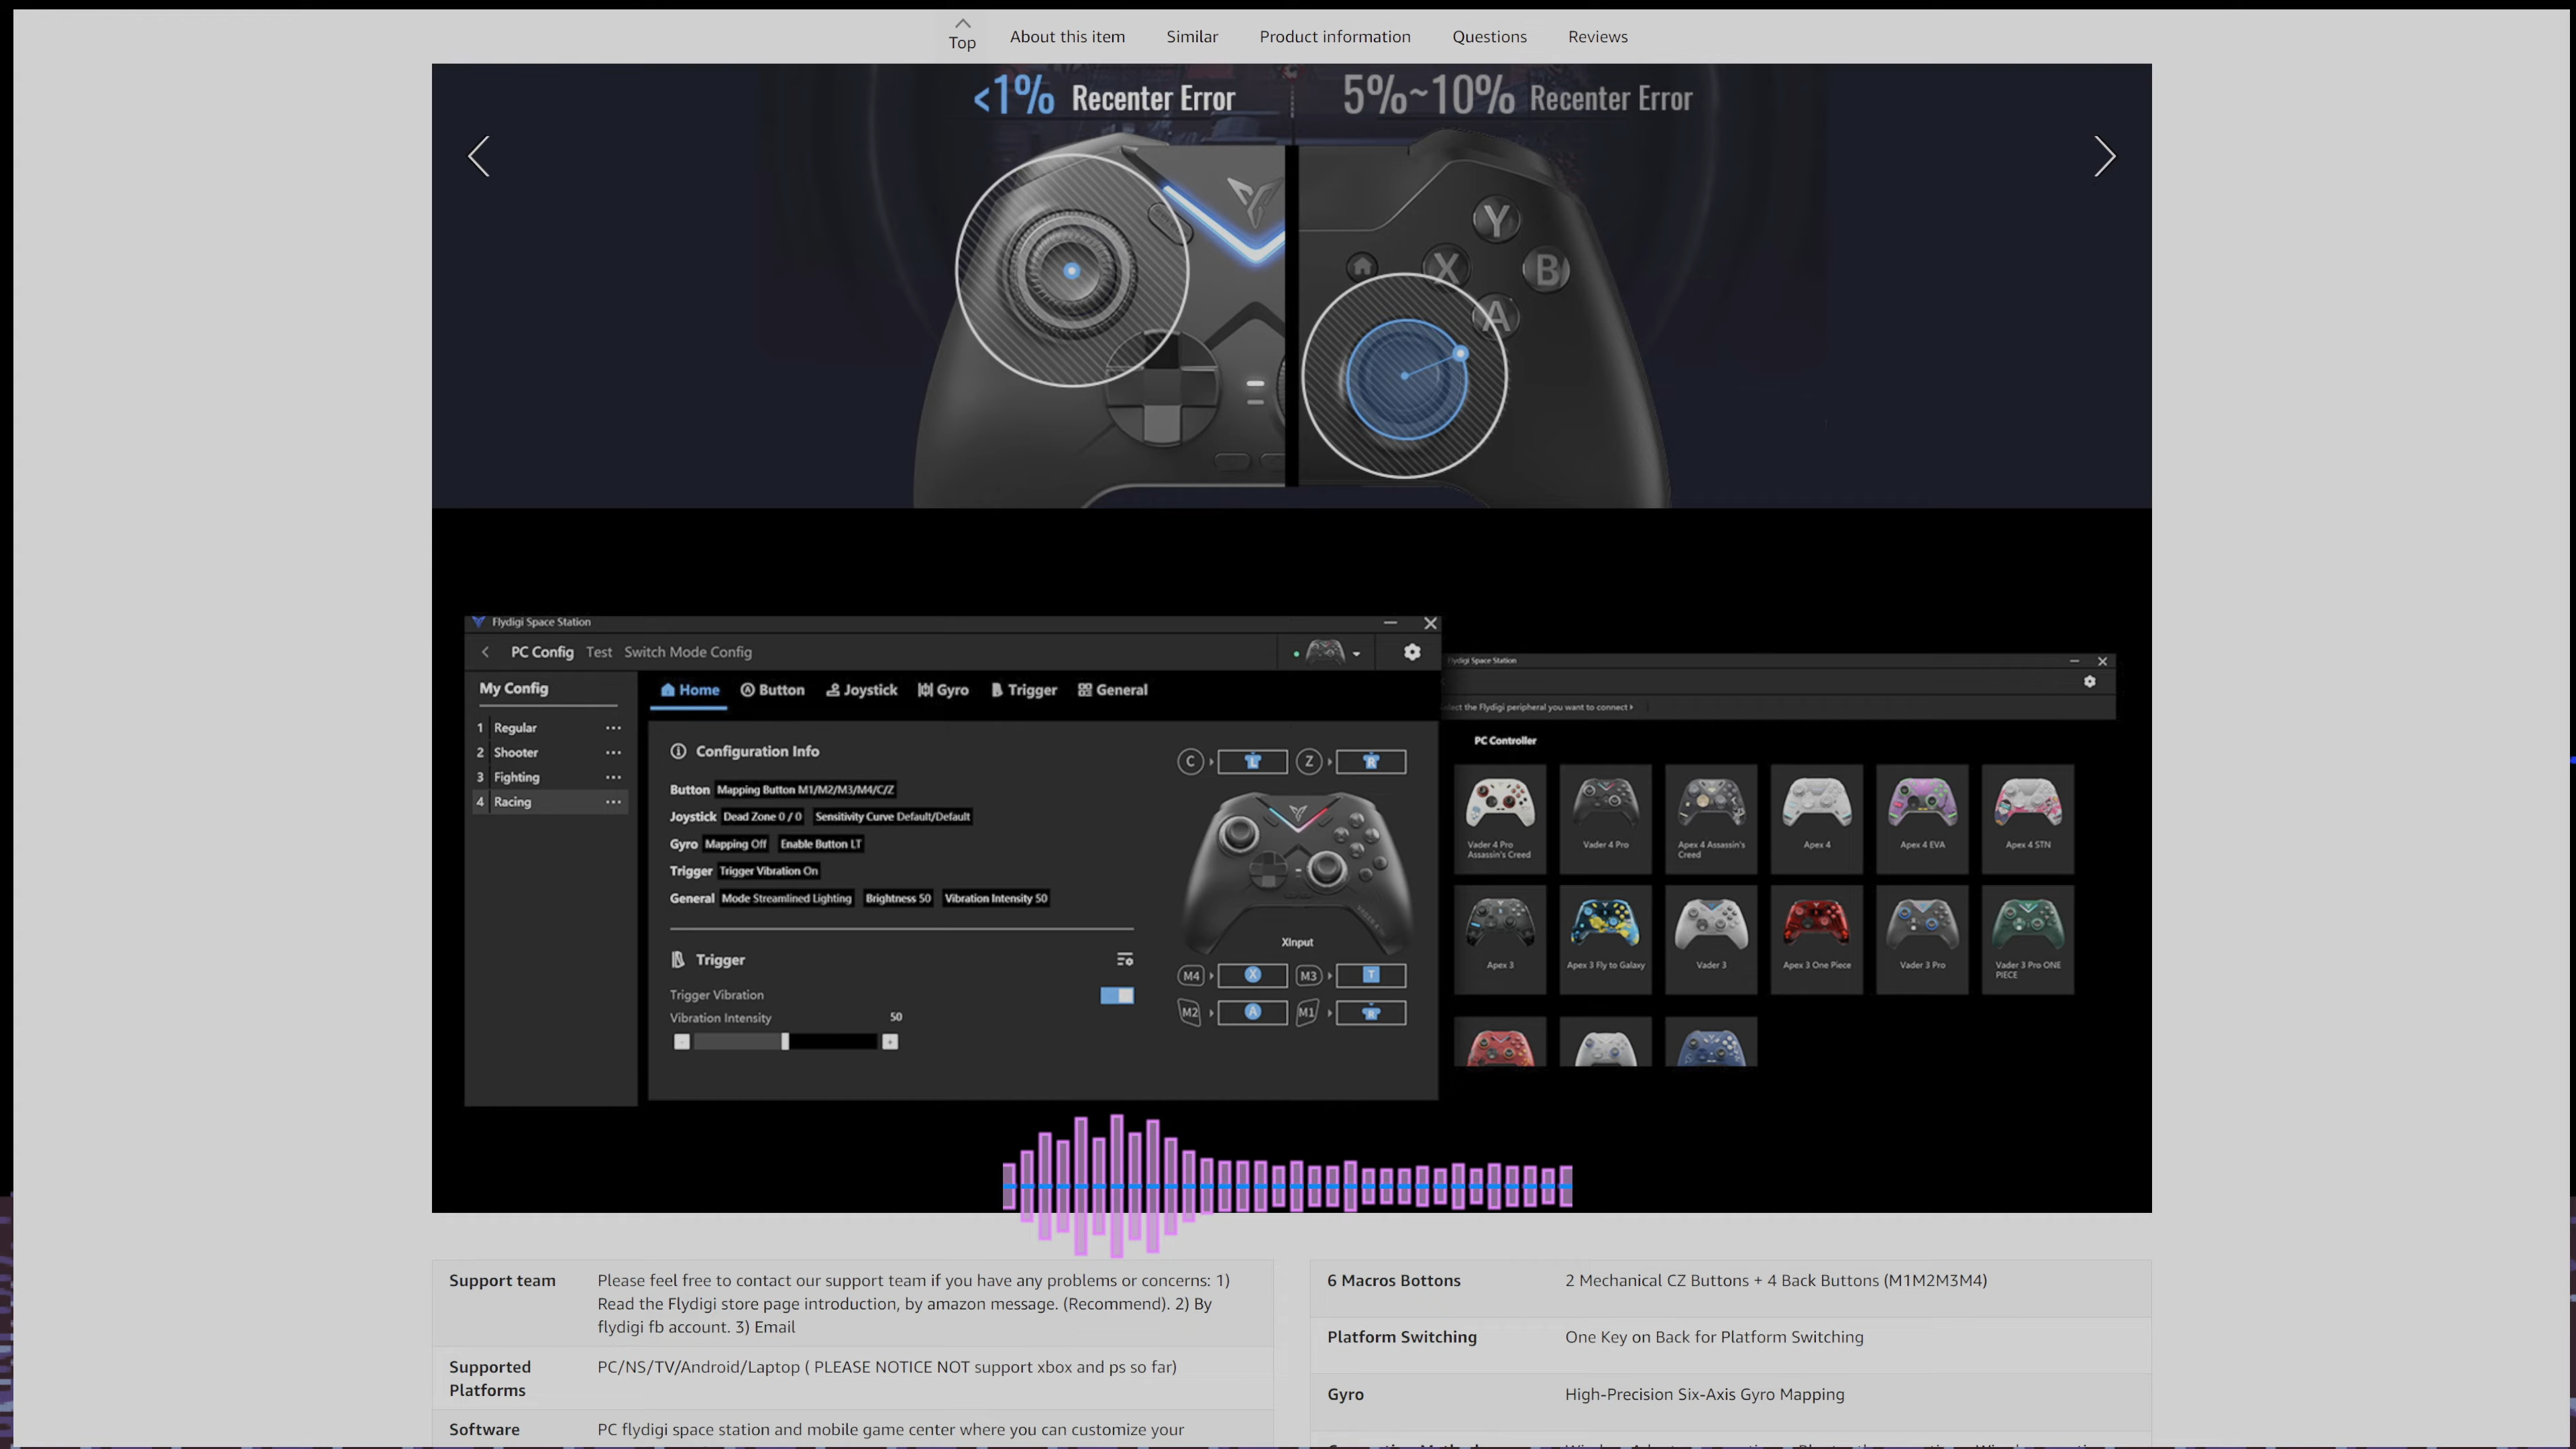 Top
About this item
Similar
Product information
Questions
Reviews
<1% Recenter Error
5%~10% Recenter Error
Y
X
B
A
Flydigi Space Station
PC Config Test Switch Mode Config
My Config
1 Regular
2 Shooter
3 Fighting
4 Racing
Home Button Joystick Gyro Trigger General
Configuration Info
Button Mapping Button M1/M2/M3/M4/C/Z
Joystick Dead Zone 0 / 0 Sensitivity Curve Default/Default
Gyro Mapping Off Enable Button LT
Trigger Trigger Vibration On
General Mode Streamlined Lighting Brightness 50 Vibration Intensity 50
Trigger
Trigger Vibration
Vibration Intensity 50
C L Z R
XInput
M4 X M3 T
M2 A M1 R
Flydigi Space Station
the Flydigi peripheral you want to connect
PC Controller
Vader 4 Pro
Assassin's Creed
Vader 4 Pro
Apex 4 Assassin's
Creed
Apex 4
Apex 4 EVA
Apex 4 STN
Apex 3
Apex 3 Fly to Galaxy
Vader 3
Apex 3 One Piece
Vader 3 Pro
Vader 3 Pro ONE
PIECE
Support team
Please feel free to contact our support team if you have any problems or concerns: 1)
Read the Flydigi store page introduction, by amazon message. (Recommend). 2) By
flydigi fb account. 3) Email
Supported
Platforms
PC/NS/TV/Android/Laptop ( PLEASE NOTICE NOT support xbox and ps so far)
Software
PC flydigi space station and mobile game center where you can customize your
6 Macros Bottons
2 Mechanical CZ Buttons + 4 Back Buttons (M1M2M3M4)
Platform Switching
One Key on Back for Platform Switching
Gyro
High-Precision Six-Axis Gyro Mapping